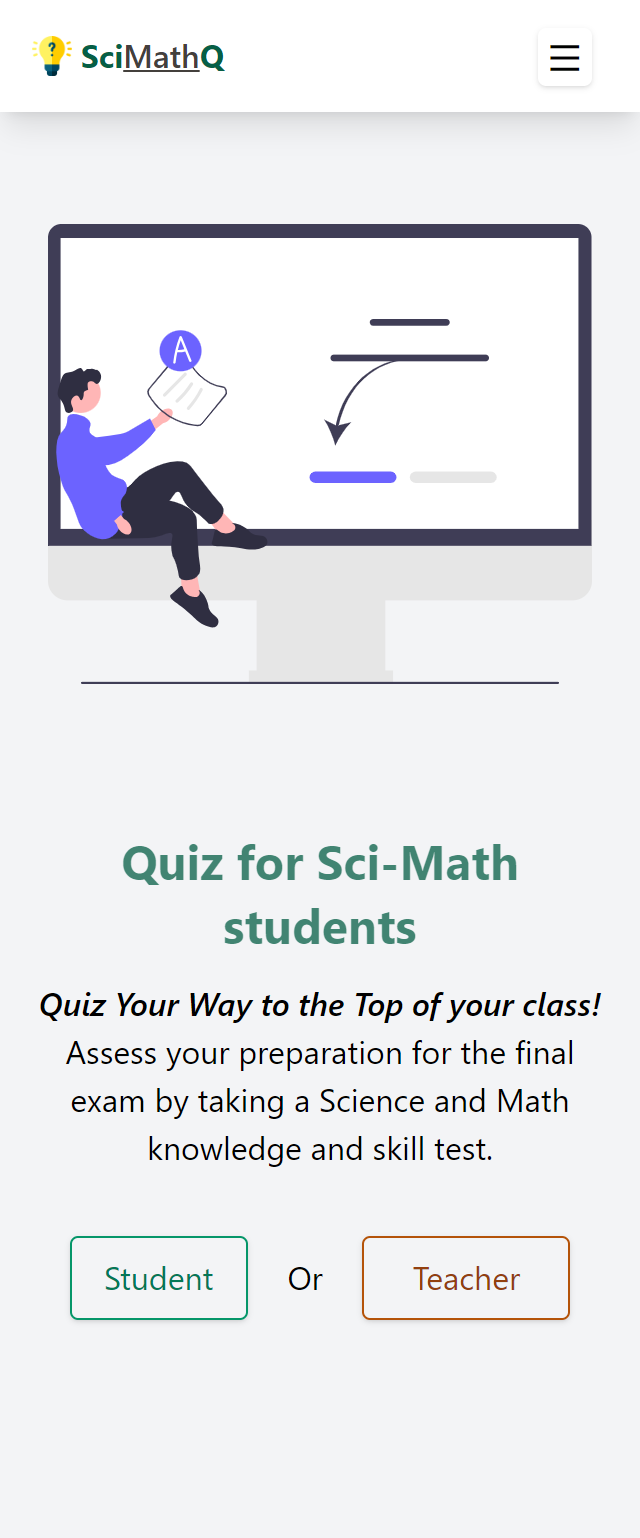 SciMathQ
A
Quiz for Sci-Math
students
Quiz Your Way to the Top of your class!
Assess your preparation for the final
exam by taking a Science and Math
knowledge and skill test.
Student Or Teacher